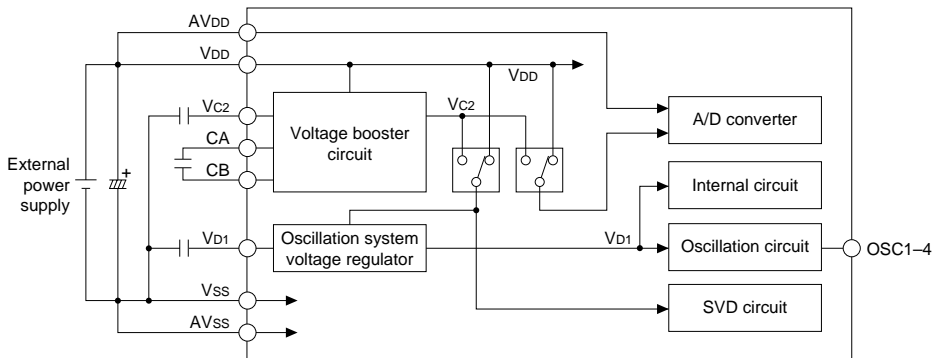 AVDD
VDD
VC2
CA
CB
External
power
supply
+
VD1
VSS
AVSS
Voltage booster
circuit
Oscillation system
voltage regulator
VC2
VDD
VD1
A/D converter
Internal circuit
Oscillation circuit
SVD circuit
OSC1–4